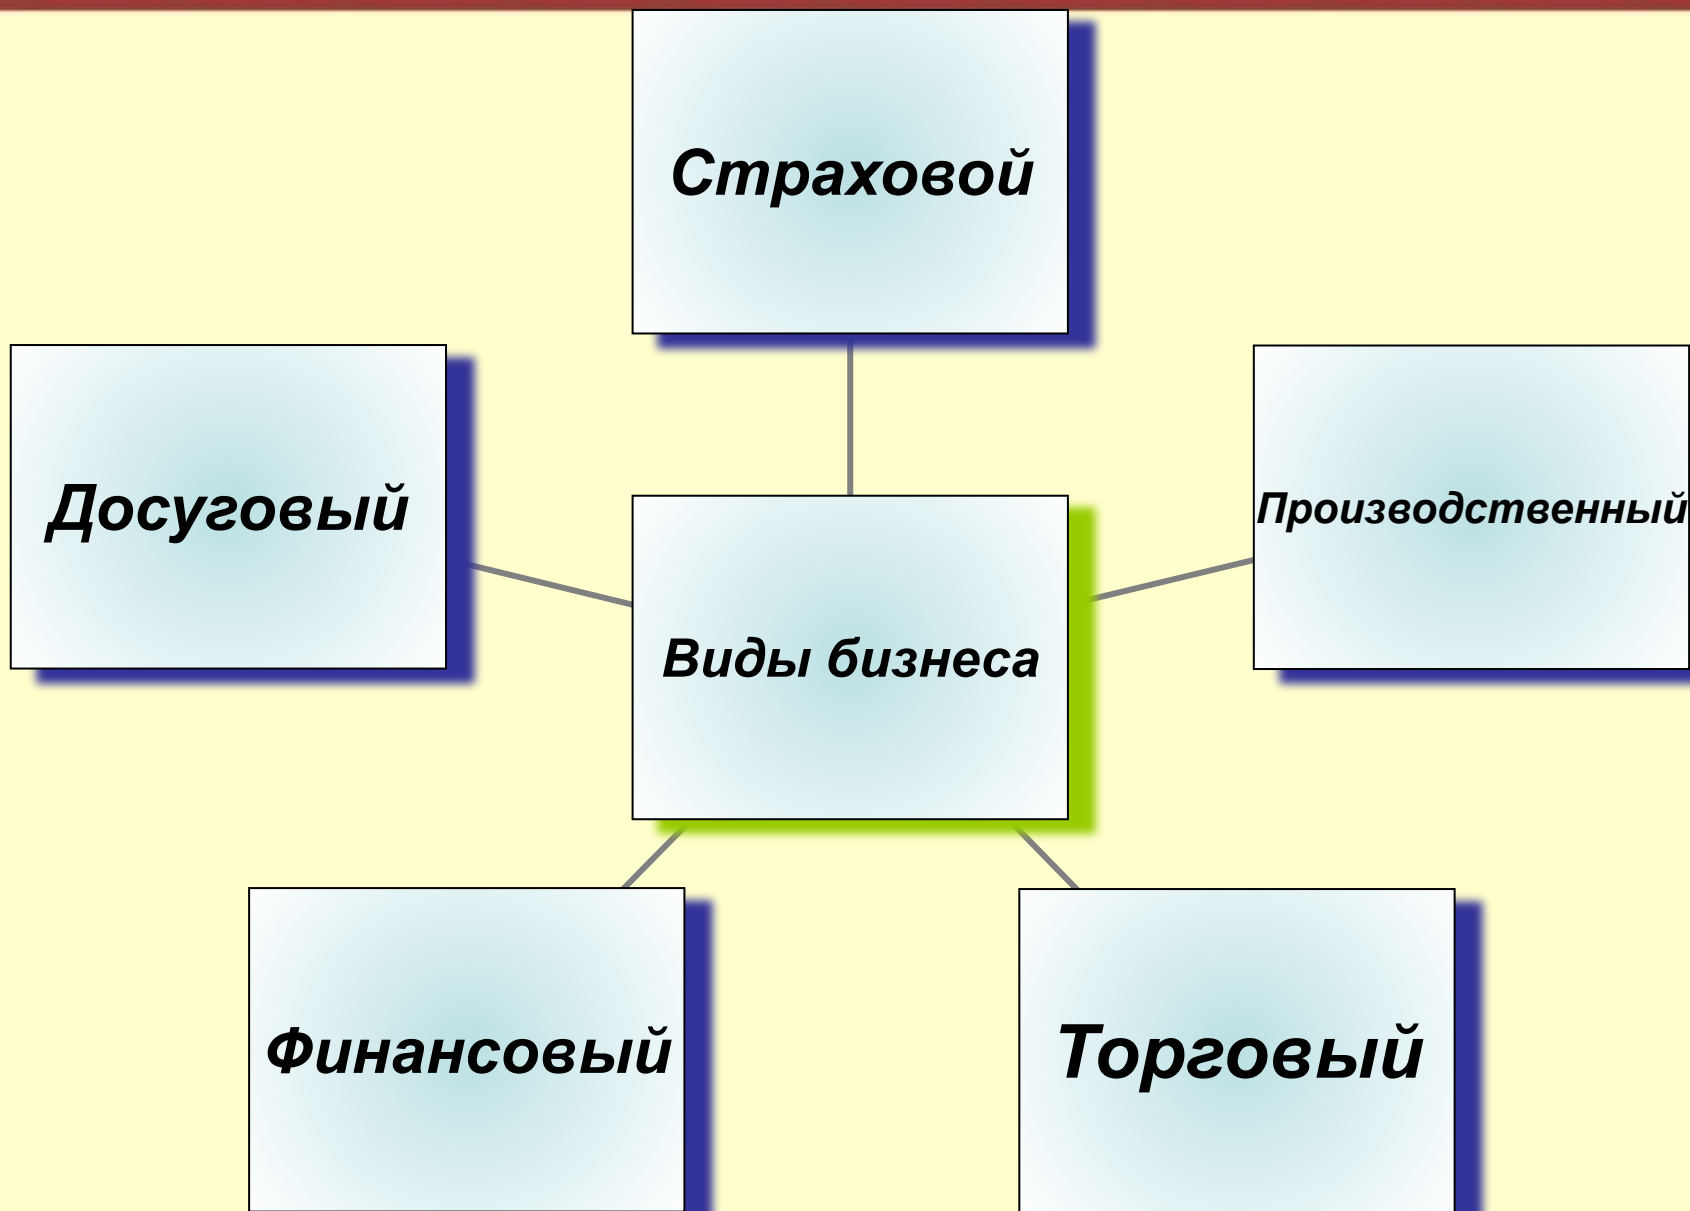 Страховой
Досуговый
Производственный
Виды бизнеса
Финансовый
Торговый